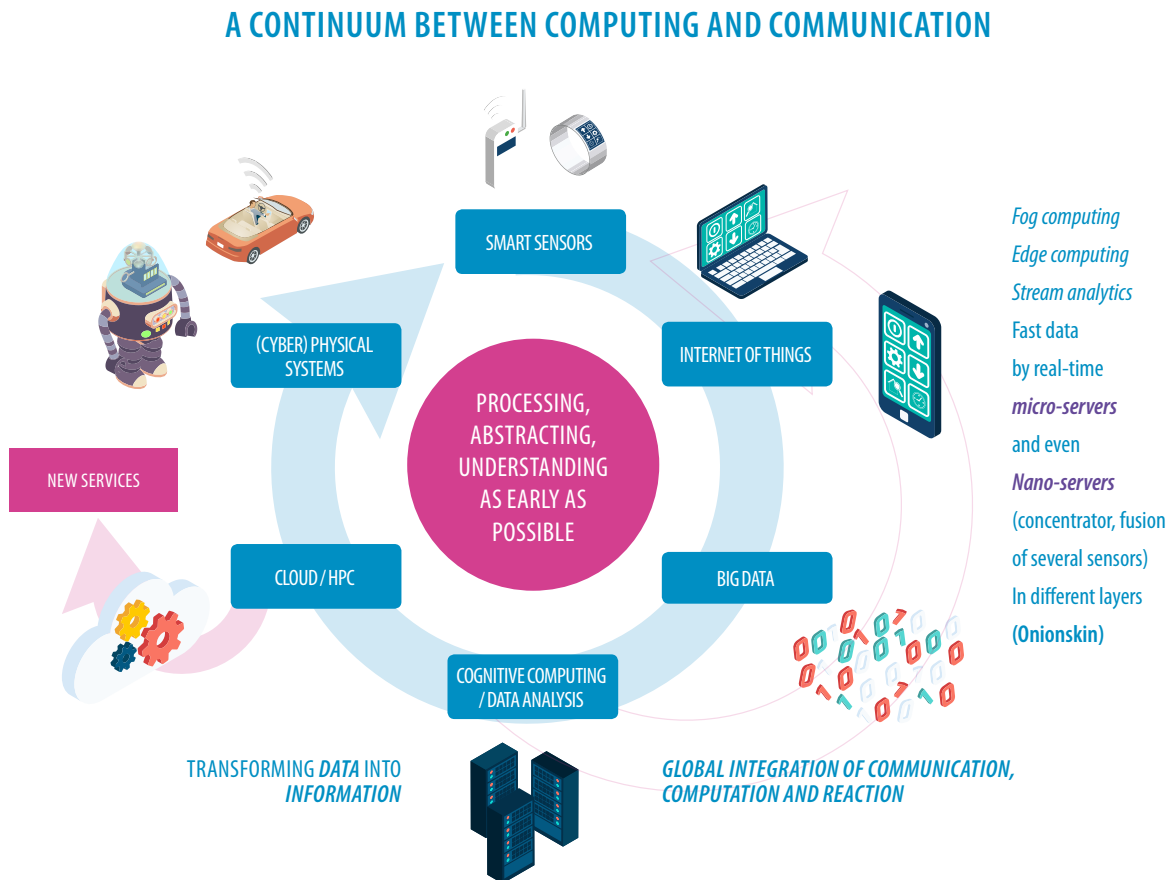 A CONTINUUM BETWEEN COMPUTING AND COMMUNICATION
SMART SENSORS
(CYBER) PHYSICAL
SYSTEMS
INTERNET OF THINGS
PROCESSING,
ABSTRACTING,
UNDERSTANDING
AS EARLY AS
POSSIBLE
NEW SERVICES
CLOUD / HPC
BIG DATA
COGNITIVE COMPUTING
/ DATA ANALYSIS
TRANSFORMING DATA INTO
INFORMATION
GLOBAL INTEGRATION OF COMMUNICATION,
COMPUTATION AND REACTION
Fog computing
Edge computing
Stream analytics
Fast data
by real-time
micro-servers
and even
Nano-servers
(concentrator, fusion
of several sensors)
In different layers
(Onionskin)